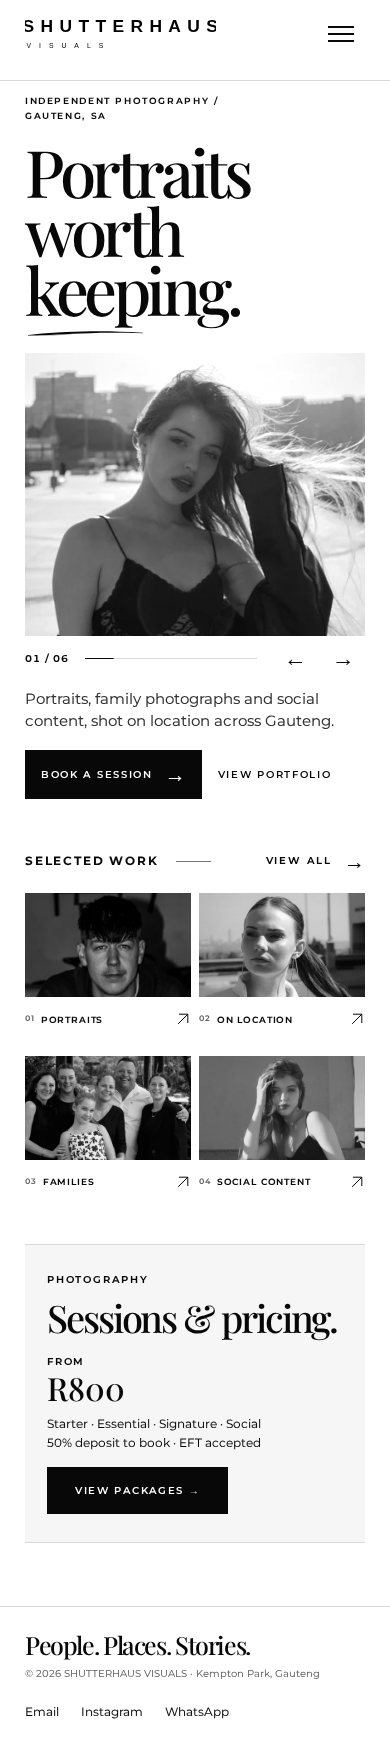 SHUTTERHAUS
VISUALS
INDEPENDENT PHOTOGRAPHY /
GAUTENG, SA
Portraits
worth
keeping.
01 / 06
← →
Portraits, family photographs and social
content, shot on location across Gauteng.
BOOK A SESSION → VIEW PORTFOLIO
SELECTED WORK VIEW ALL →
01 PORTRAITS
02 ON LOCATION
03 FAMILIES
04 SOCIAL CONTENT
PHOTOGRAPHY
Sessions & pricing.
FROM
R800
Starter · Essential · Signature · Social
50% deposit to book · EFT accepted
VIEW PACKAGES →
People. Places. Stories.
© 2026 SHUTTERHAUS VISUALS · Kempton Park, Gauteng
Email Instagram WhatsApp